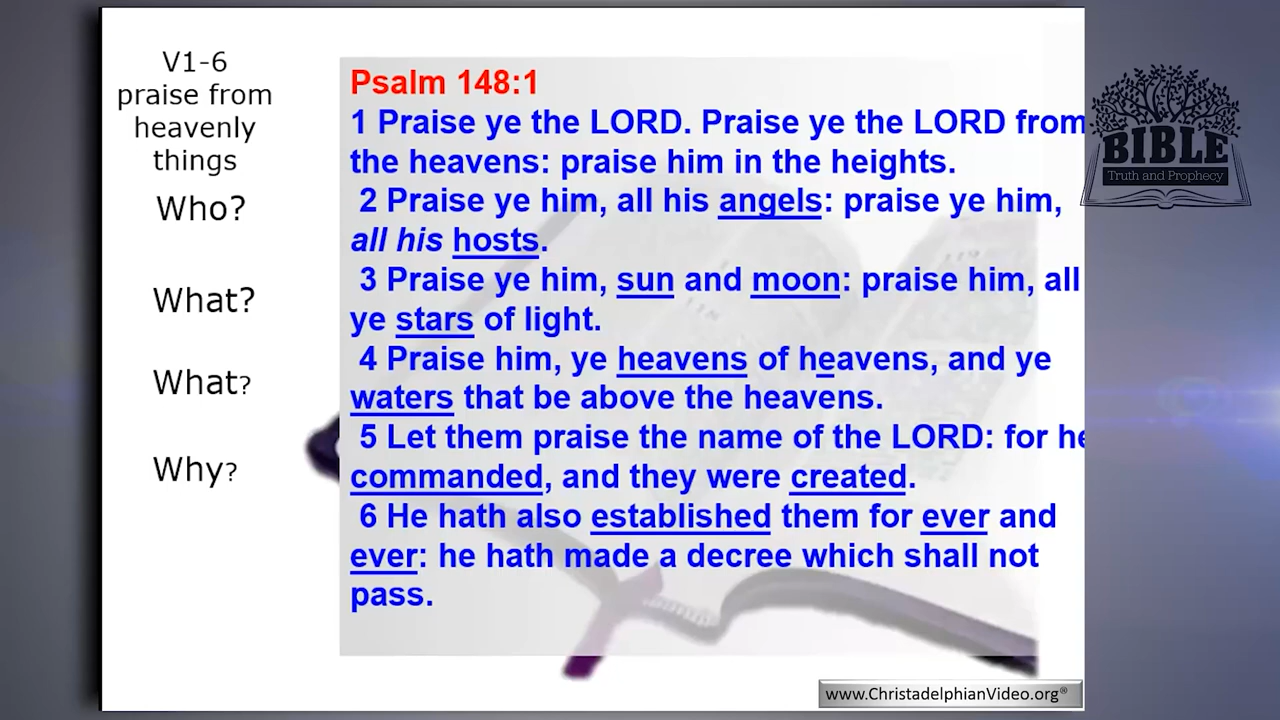 V1-6
praise from
heavenly
things
Who?
What?
What?
Why?
Psalm 148:1
1 Praise ye the LORD. Praise ye the LORD from
the heavens: praise him in the heights.
2 Praise ye him, all his angels: praise ye him,
all his hosts.
3 Praise ye him, sun and moon: praise him, all
ye stars of light.
4 Praise him, ye heavens of heavens, and ye
waters that be above the heavens.
5 Let them praise the name of the LORD: for he
commanded, and they were created.
6 He hath also established them for ever and
ever: he hath made a decree which shall not
pass.
BIBLE
Truth and Prophecy
www.ChristadelphianVideo.org®